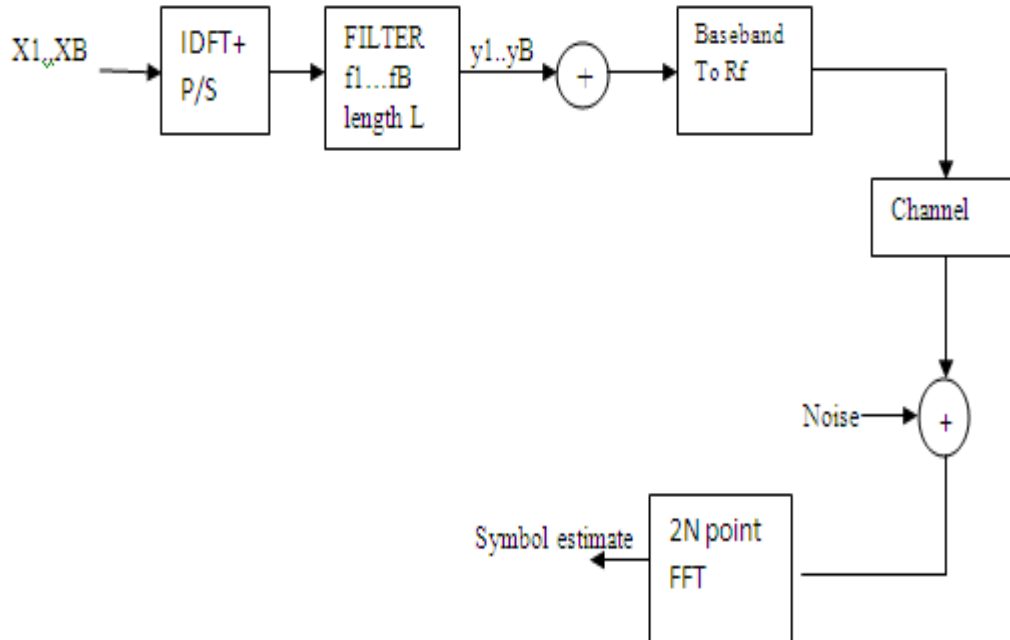 X1,,XB
IDFT+
P/S
FILTER
f1...fB
length L
y1..yB
+
Baseband
To Rf
Channel
Noise
+
2N point
FFT
Symbol estimate